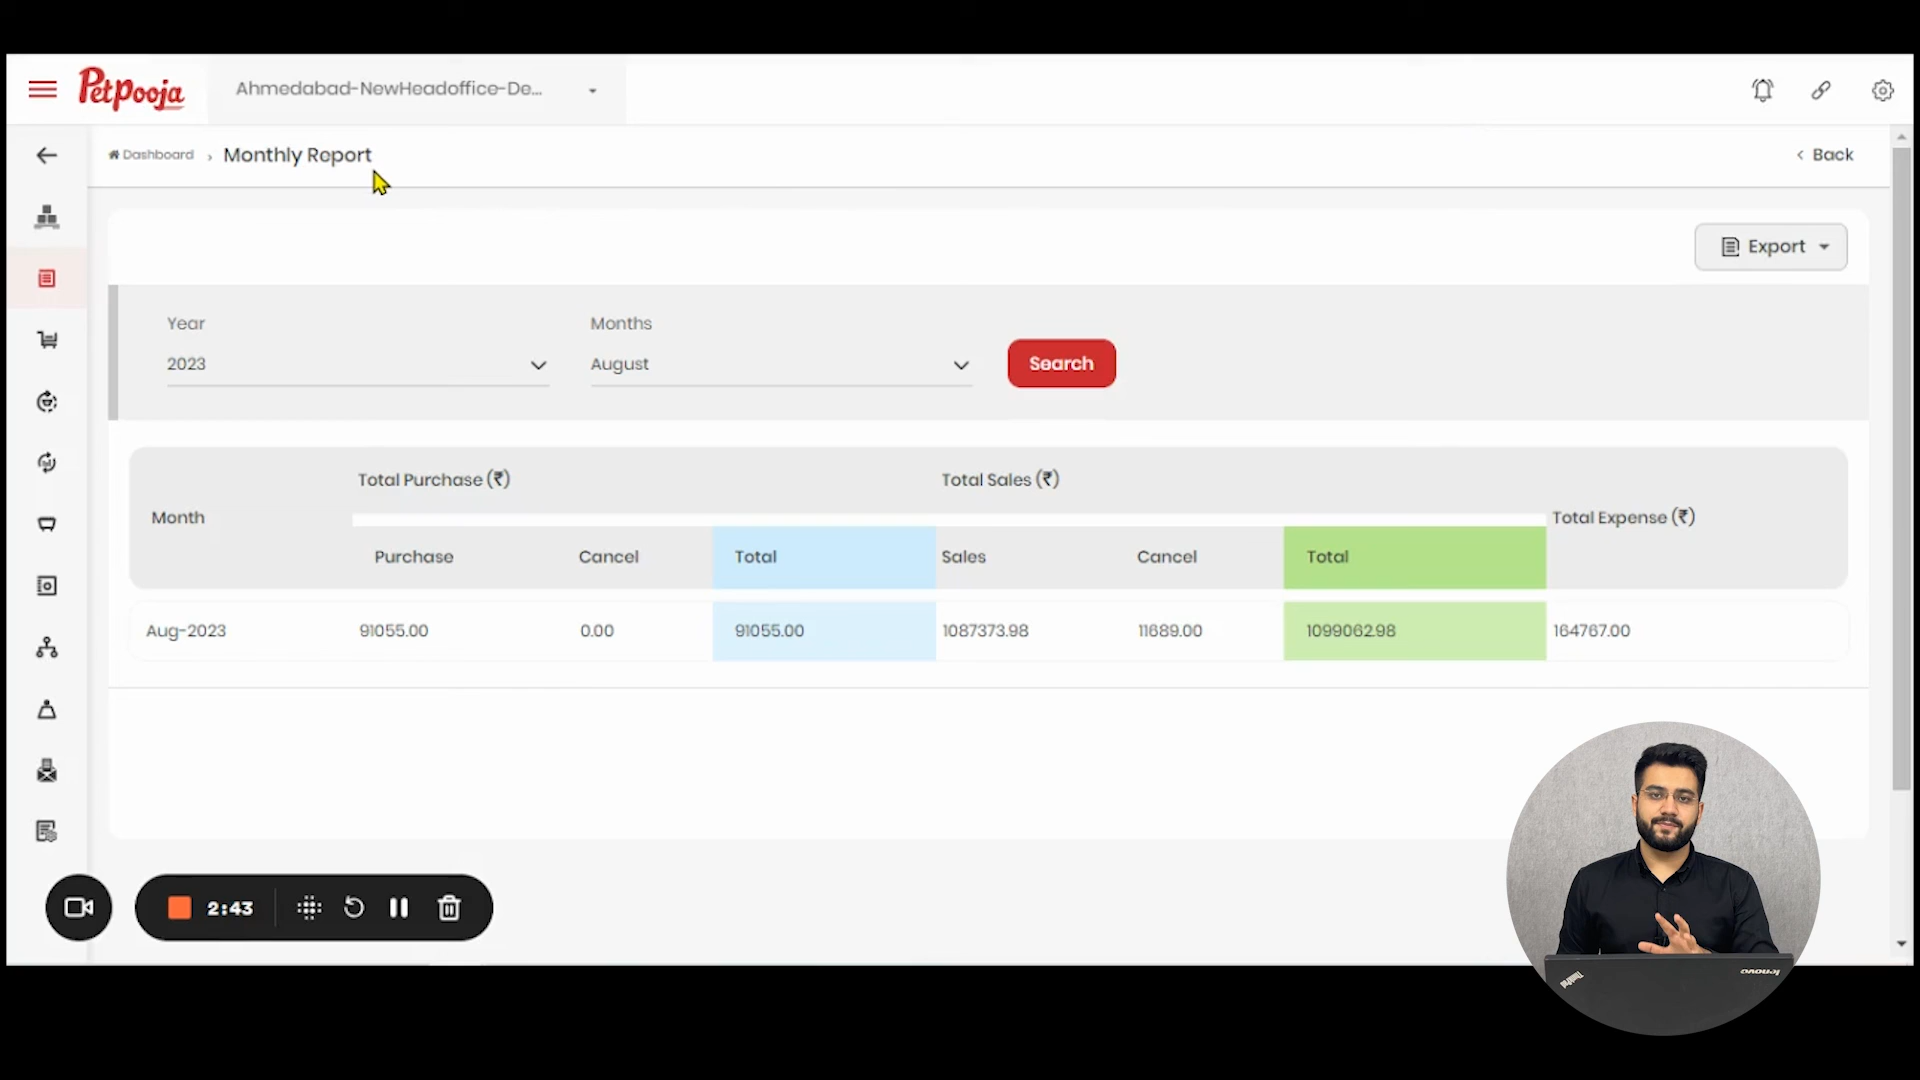 PetPooja
Ahmedabad-NewHeadoffice-De...
Dashboard › Monthly Report
< Back
Export
Year
Months
2023
August
Search
Total Purchase (₹)
Total Sales (₹)
Month
Total Expense (₹)
Purchase
Cancel
Total
Sales
Cancel
Total
Aug-2023
91055.00
0.00
91055.00
1087373.98
11689.00
1099062.98
164767.00
2:43
lenovo
ThinkPad